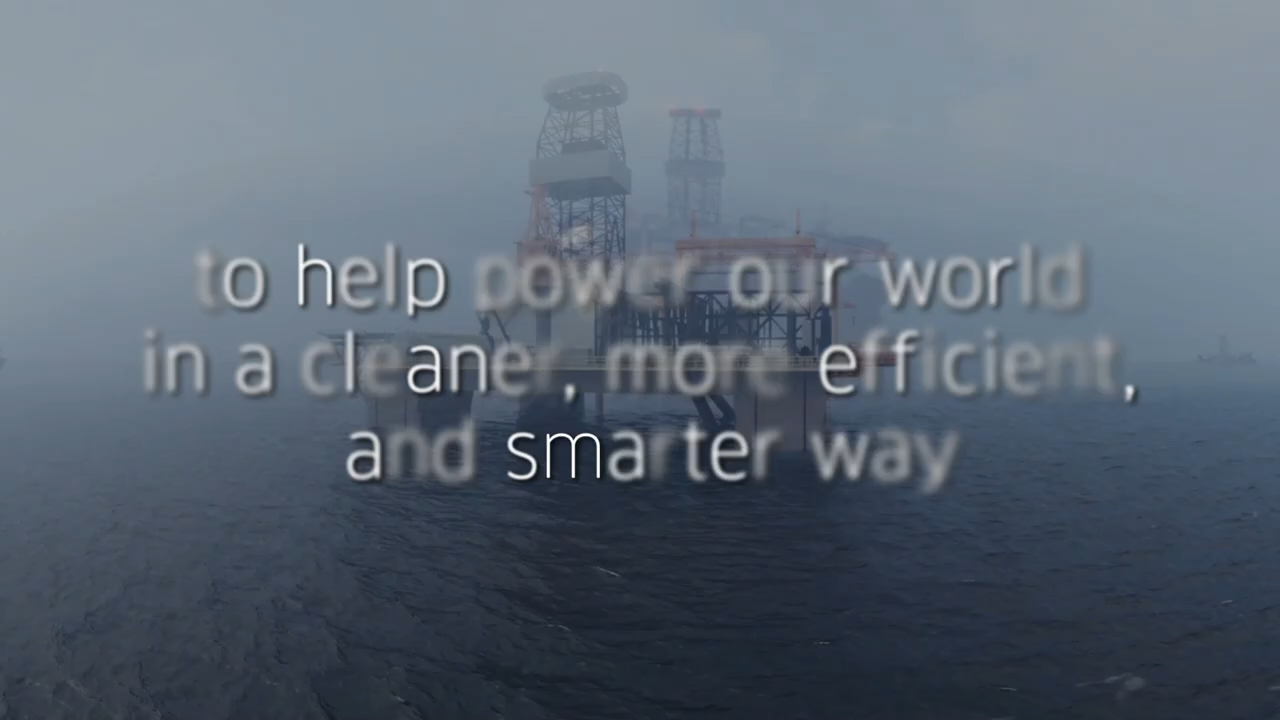 to help power our world
in a cleaner, more efficient,
and smarter way